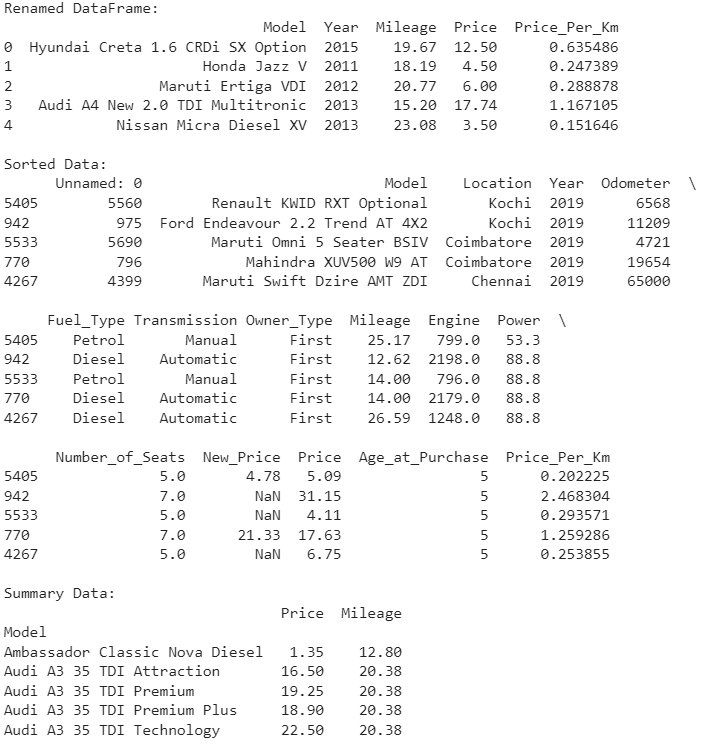 Renamed DataFrame:
                              Model  Year  Mileage  Price  Price_Per_Km
0  Hyundai Creta 1.6 CRDi SX Option  2015    19.67  12.50      0.635486
1                      Honda Jazz V  2011    18.19   4.50      0.247389
2                 Maruti Ertiga VDI  2012    20.77   6.00      0.288878
3   Audi A4 New 2.0 TDI Multitronic  2013    15.20  17.74      1.167105
4            Nissan Micra Diesel XV  2013    23.08   3.50      0.151646

Sorted Data:
      Unnamed: 0                            Model    Location  Year  Odometer  \
5405        5560        Renault KWID RXT Optional       Kochi  2019      6568
942          975  Ford Endeavour 2.2 Trend AT 4X2       Kochi  2019     11209
5533        5690        Maruti Omni 5 Seater BSIV  Coimbatore  2019      4721
770          796            Mahindra XUV500 W9 AT  Coimbatore  2019     19654
4267        4399       Maruti Swift Dzire AMT ZDI     Chennai  2019     65000

     Fuel_Type Transmission Owner_Type  Mileage  Engine  Power  \
5405    Petrol       Manual      First    25.17   799.0   53.3
942     Diesel    Automatic      First    12.62  2198.0   88.8
5533    Petrol       Manual      First    14.00   796.0   88.8
770     Diesel    Automatic      First    14.00  2179.0   88.8
4267    Diesel    Automatic      First    26.59  1248.0   88.8

      Number_of_Seats  New_Price  Price  Age_at_Purchase  Price_Per_Km
5405              5.0       4.78   5.09                5      0.202225
942               7.0        NaN  31.15                5      2.468304
5533              5.0        NaN   4.11                5      0.293571
770               7.0      21.33  17.63                5      1.259286
4267              5.0        NaN   6.75                5      0.253855

Summary Data:
                                Price  Mileage
Model
Ambassador Classic Nova Diesel   1.35    12.80
Audi A3 35 TDI Attraction       16.50    20.38
Audi A3 35 TDI Premium          19.25    20.38
Audi A3 35 TDI Premium Plus     18.90    20.38
Audi A3 35 TDI Technology       22.50    20.38